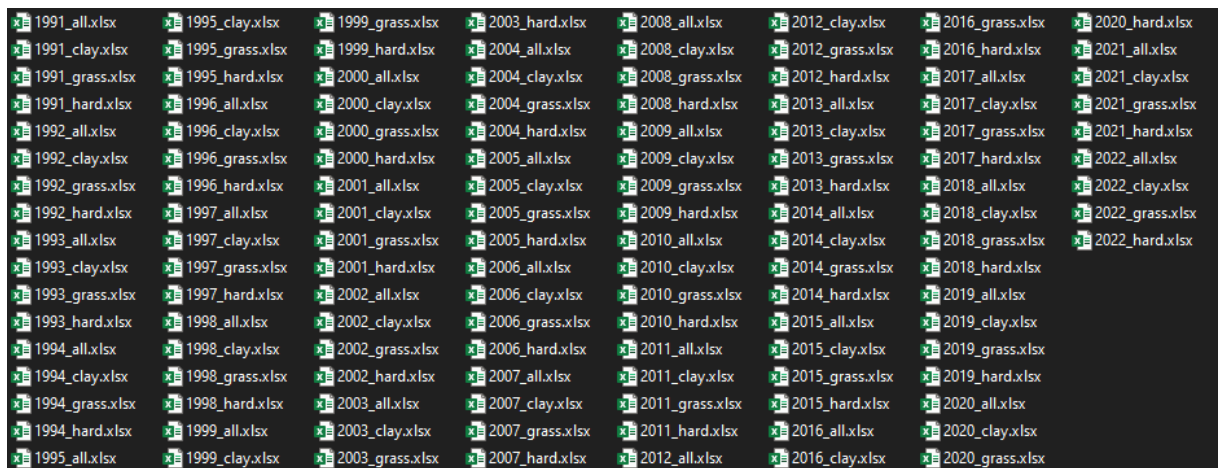 1991_all.xlsx
1991_clay.xlsx
1991_grass.xlsx
1991_hard.xlsx
1992_all.xlsx
1992_clay.xlsx
1992_grass.xlsx
1992_hard.xlsx
1993_all.xlsx
1993_clay.xlsx
1993_grass.xlsx
1993_hard.xlsx
1994_all.xlsx
1994_clay.xlsx
1994_grass.xlsx
1994_hard.xlsx
1995_all.xlsx
1995_clay.xlsx
1995_grass.xlsx
1995_hard.xlsx
1996_all.xlsx
1996_clay.xlsx
1996_grass.xlsx
1996_hard.xlsx
1997_all.xlsx
1997_clay.xlsx
1997_grass.xlsx
1997_hard.xlsx
1998_all.xlsx
1998_clay.xlsx
1998_grass.xlsx
1998_hard.xlsx
1999_all.xlsx
1999_clay.xlsx
1999_grass.xlsx
1999_hard.xlsx
2000_all.xlsx
2000_clay.xlsx
2000_grass.xlsx
2000_hard.xlsx
2001_all.xlsx
2001_clay.xlsx
2001_grass.xlsx
2001_hard.xlsx
2002_all.xlsx
2002_clay.xlsx
2002_grass.xlsx
2002_hard.xlsx
2003_all.xlsx
2003_clay.xlsx
2003_grass.xlsx
2003_hard.xlsx
2004_all.xlsx
2004_clay.xlsx
2004_grass.xlsx
2004_hard.xlsx
2005_all.xlsx
2005_clay.xlsx
2005_grass.xlsx
2005_hard.xlsx
2006_all.xlsx
2006_clay.xlsx
2006_grass.xlsx
2006_hard.xlsx
2007_all.xlsx
2007_clay.xlsx
2007_grass.xlsx
2007_hard.xlsx
2008_all.xlsx
2008_clay.xlsx
2008_grass.xlsx
2008_hard.xlsx
2009_all.xlsx
2009_clay.xlsx
2009_grass.xlsx
2009_hard.xlsx
2010_all.xlsx
2010_clay.xlsx
2010_grass.xlsx
2010_hard.xlsx
2011_all.xlsx
2011_clay.xlsx
2011_grass.xlsx
2011_hard.xlsx
2012_all.xlsx
2012_clay.xlsx
2012_grass.xlsx
2012_hard.xlsx
2013_all.xlsx
2013_clay.xlsx
2013_grass.xlsx
2013_hard.xlsx
2014_all.xlsx
2014_clay.xlsx
2014_grass.xlsx
2014_hard.xlsx
2015_all.xlsx
2015_clay.xlsx
2015_grass.xlsx
2015_hard.xlsx
2016_all.xlsx
2016_clay.xlsx
2016_grass.xlsx
2016_hard.xlsx
2017_all.xlsx
2017_clay.xlsx
2017_grass.xlsx
2017_hard.xlsx
2018_all.xlsx
2018_clay.xlsx
2018_grass.xlsx
2018_hard.xlsx
2019_all.xlsx
2019_clay.xlsx
2019_grass.xlsx
2019_hard.xlsx
2020_all.xlsx
2020_clay.xlsx
2020_grass.xlsx
2020_hard.xlsx
2021_all.xlsx
2021_clay.xlsx
2021_grass.xlsx
2021_hard.xlsx
2022_all.xlsx
2022_clay.xlsx
2022_grass.xlsx
2022_hard.xlsx